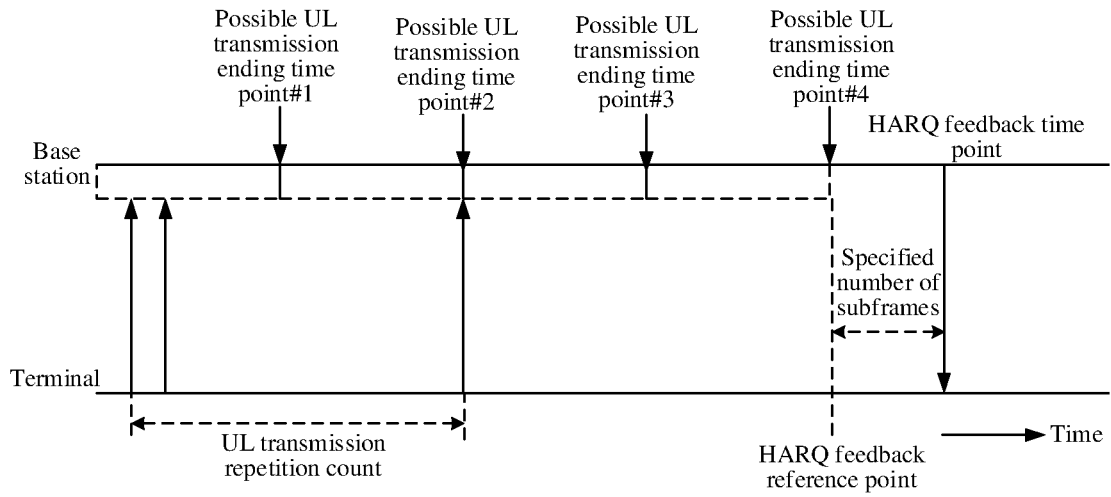 Possible UL
transmission
ending time
point#1
Possible UL
transmission
ending time
point#2
Possible UL
transmission
ending time
point#3
Possible UL
transmission
ending time
point#4
HARQ feedback time
point
Base
station
Specified
number of
subframes
Terminal
UL transmission
repetition count
HARQ feedback
reference point
Time